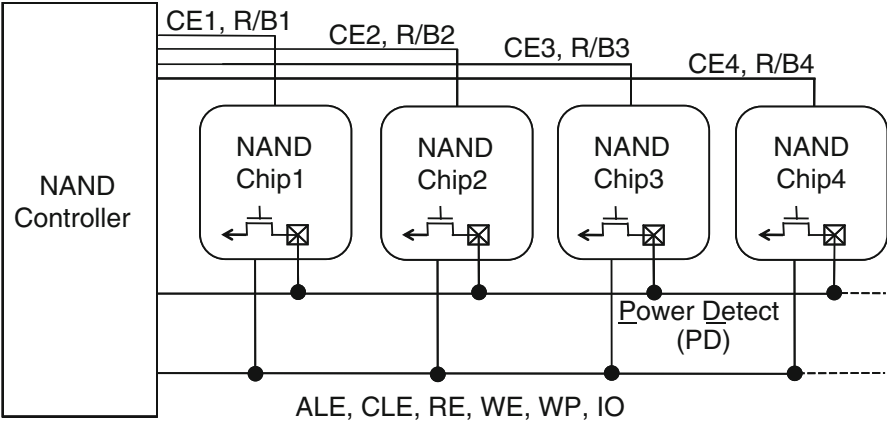 CE1, R/B1
CE2, R/B2
CE3, R/B3
CE4, R/B4
NAND
Controller
NAND
Chip1
NAND
Chip2
NAND
Chip3
NAND
Chip4
Power Detect
(PD)
ALE, CLE, RE, WE, WP, IO